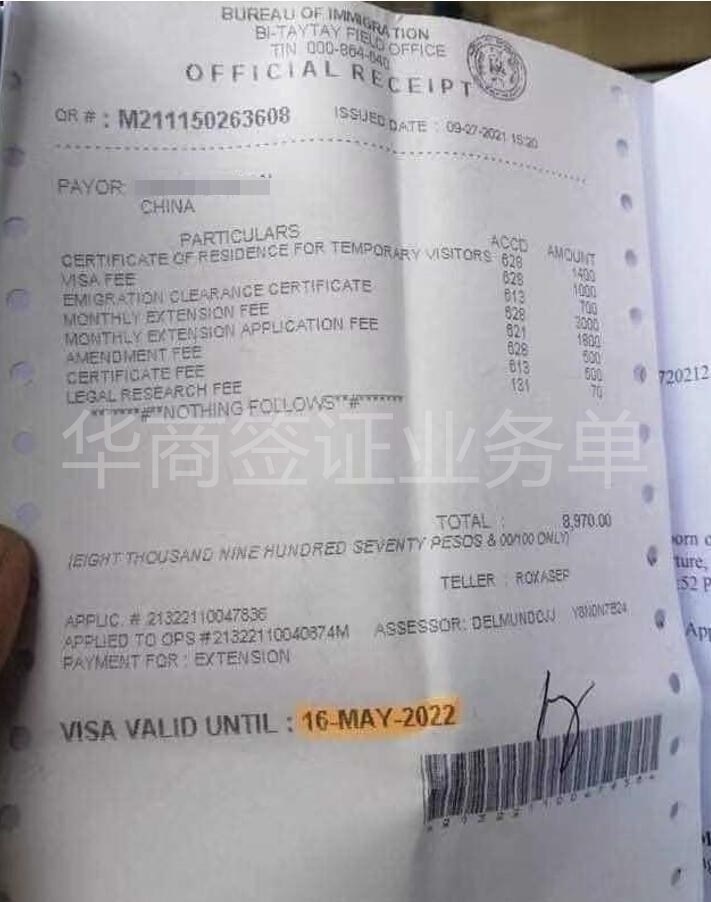 BUREAU OF IMMIGRATION
BI-TAYTAY FIELD OFFICE
TIN 000-864-640
OFFICIAL RECEIPT
OR # : M211150263608 ISSUED DATE : 09-27-2021 15:20
PAYOR:
CHINA
PARTICULARS ACCD AMOUNT
CERTIFICATE OF RESIDENCE FOR TEMPORARY VISITORS 628 1400
VISA FEE 628 1000
EMIGRATION CLEARANCE CERTIFICATE 613 700
MONTHLY EXTENSION FEE 628 3000
MONTHLY EXTENSION APPLICATION FEE 621 1800
AMENDMENT FEE 628 500
CERTIFICATE FEE 613 500
LEGAL RESEARCH FEE 131 70
******#**NOTHING FOLLOWS**#******
华商签证业务单
TOTAL : 8,970.00
(EIGHT THOUSAND NINE HUNDRED SEVENTY PESOS & 00/100 ONLY)
TELLER : ROXASEP
APPLIC. # 21322110047836
APPLIED TO OPS #21322110040874M ASSESSOR: DELMUNDOJJ
PAYMENT FOR : EXTENSION
VISA VALID UNTIL : 16-MAY-2022
720212